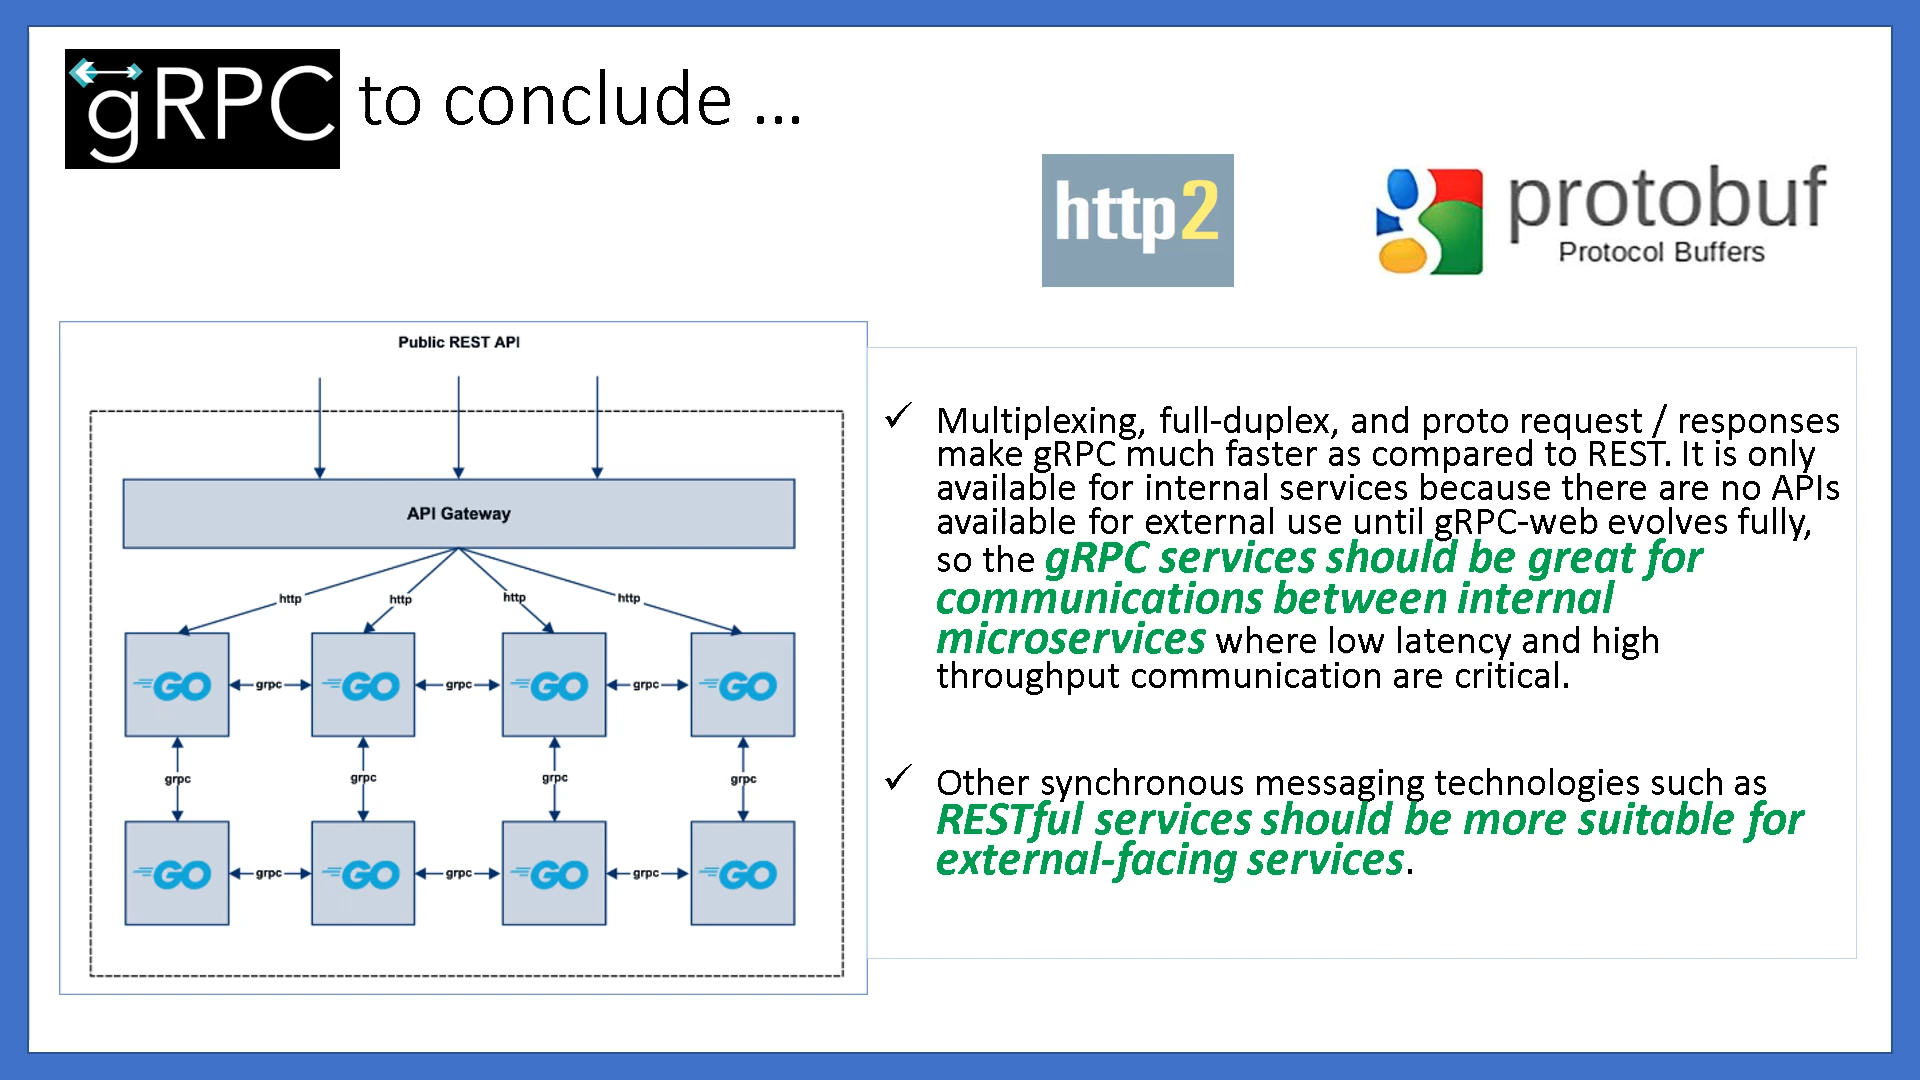 gRPC to conclude ...
http2
protobuf
Protocol Buffers
Public REST API
API Gateway
http http http http
GO GO GO GO
grpc grpc grpc
grpc grpc grpc grpc
GO GO GO GO
grpc grpc grpc
✓ Multiplexing, full-duplex, and proto request / responses
make gRPC much faster as compared to REST. It is only
available for internal services because there are no APIs
available for external use until gRPC-web evolves fully,
so the gRPC services should be great for
communications between internal
microservices where low latency and high
throughput communication are critical.
✓ Other synchronous messaging technologies such as
RESTful services should be more suitable for
external-facing services.